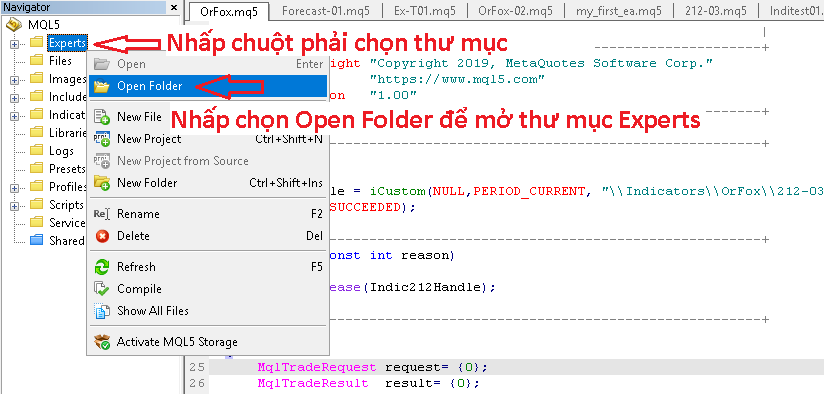 Navigator
MQL5
Experts
Files
Images
Include
Indicat
Librarie
Logs
Presets
Profiles
Scripts
Service
Shared
Nhấp chuột phải chọn thư mục
Open Enter
Open Folder
New File
Nhấp chọn Open Folder để mở thư mục Experts
New Project Ctrl+Shift+N
New Project from Source
New Folder Ctrl+Shift+Ins
Rename F2
Delete Del
Refresh F5
Compile
Show All Files
Activate MQL5 Storage
OrFox.mq5 Forecast-01.mq5 Ex-T01.mq5 OrFox-02.mq5 my_first_ea.mq5 212-03.mq5 Inditest01.m
right "Copyright 2019, MetaQuotes Software Corp."
"https://www.mql5.com"
on "1.00"
le = iCustom(NULL,PERIOD_CURRENT, "\\Indicators\\OrFox\\212-03
SUCCEEDED);
onst int reason)
ease(Indic212Handle);
25 MqlTradeRequest request= {0};
26 MqlTradeResult result= {0};